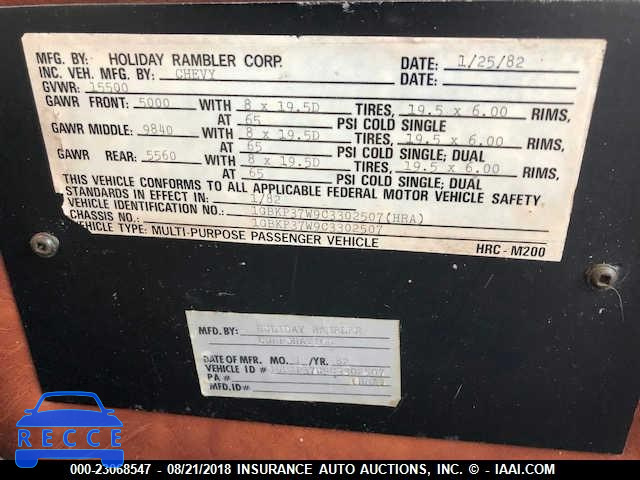 MFG. BY: HOLIDAY RAMBLER CORP. DATE: 1/25/82
INC. VEH. MFG. BY: CHEVY DATE:
GVWR: 15500
GAWR FRONT: 5000 WITH 8 x 19.5D TIRES, 19.5 x 6.00 RIMS,
AT 65 PSI COLD SINGLE
GAWR MIDDLE: 9840 WITH 8 x 19.5D TIRES, 19.5 x 6.00 RIMS,
AT 65 PSI COLD SINGLE; DUAL
GAWR REAR: 5560 WITH 8 x 19.5D TIRES, 19.5 x 6.00 RIMS,
AT 65 PSI COLD SINGLE; DUAL
THIS VEHICLE CONFORMS TO ALL APPLICABLE FEDERAL MOTOR VEHICLE SAFETY
STANDARDS IN EFFECT IN: 1/82
VEHICLE IDENTIFICATION NO. 1GBKP37W9C3302507(HRA)
CHASSIS NO.: 1GBKP37W9C3302507
VEHICLE TYPE: MULTI-PURPOSE PASSENGER VEHICLE HRC-M200
MFD. BY: HOLIDAY RAMBLER
CORPORATION
DATE OF MFR. MO. 1 /YR. 82
VEHICLE ID# 1GBKP37W9C3302507
PA# (HRA)
MFD. ID#
RECCE
000-23068547 - 08/21/2018 INSURANCE AUTO AUCTIONS, INC. © - IAAI.COM